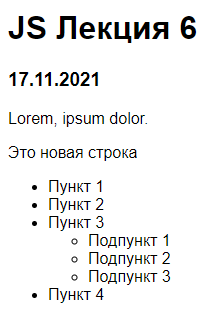 JS Лекция 6
17.11.2021
Lorem, ipsum dolor.
Это новая строка
Пункт 1
Пункт 2
Пункт 3
Подпункт 1
Подпункт 2
Подпункт 3
Пункт 4